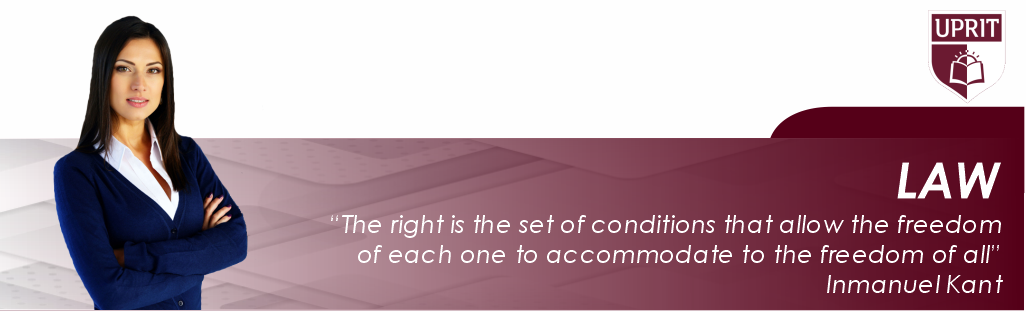 UPRIT
LAW
“The right is the set of conditions that allow the freedom
of each one to accommodate to the freedom of all”
Inmanuel Kant